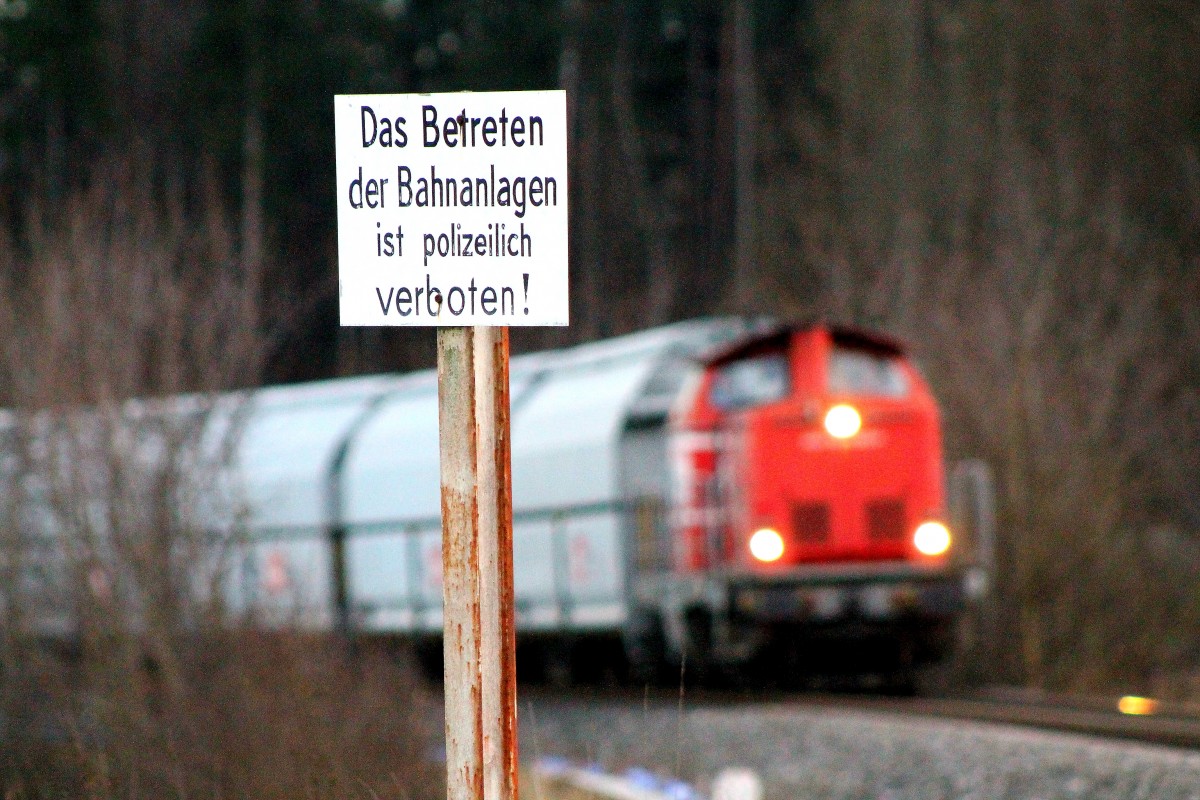 Das Betreten
der Bahnanlagen
ist polizeilich
verboten!